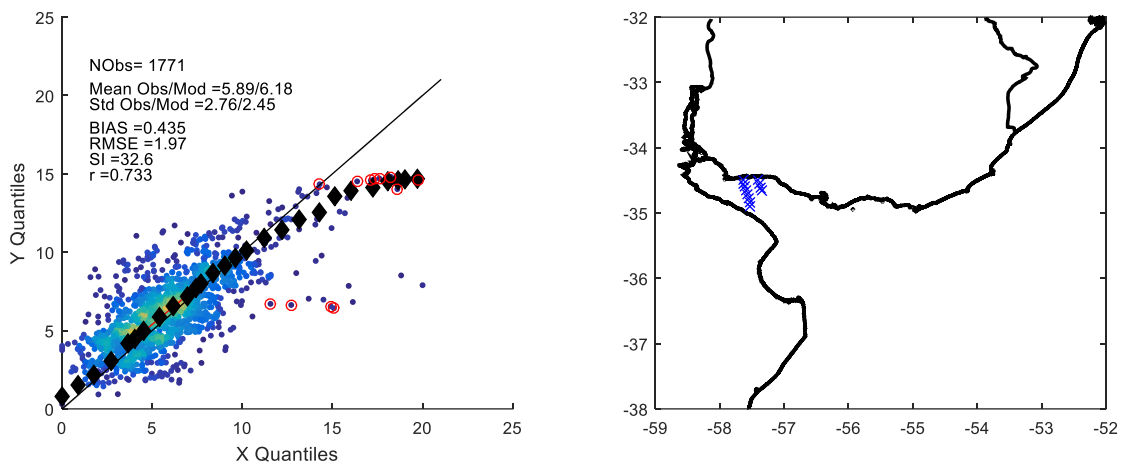 25
20
15
10
5
0
Y Quantiles
NObs= 1771
Mean Obs/Mod =5.89/6.18
Std Obs/Mod =2.76/2.45
BIAS =0.435
RMSE =1.97
SI =32.6
r =0.733
0 5 10 15 20 25
X Quantiles
-32
-33
-34
-35
-36
-37
-38
-59 -58 -57 -56 -55 -54 -53 -52